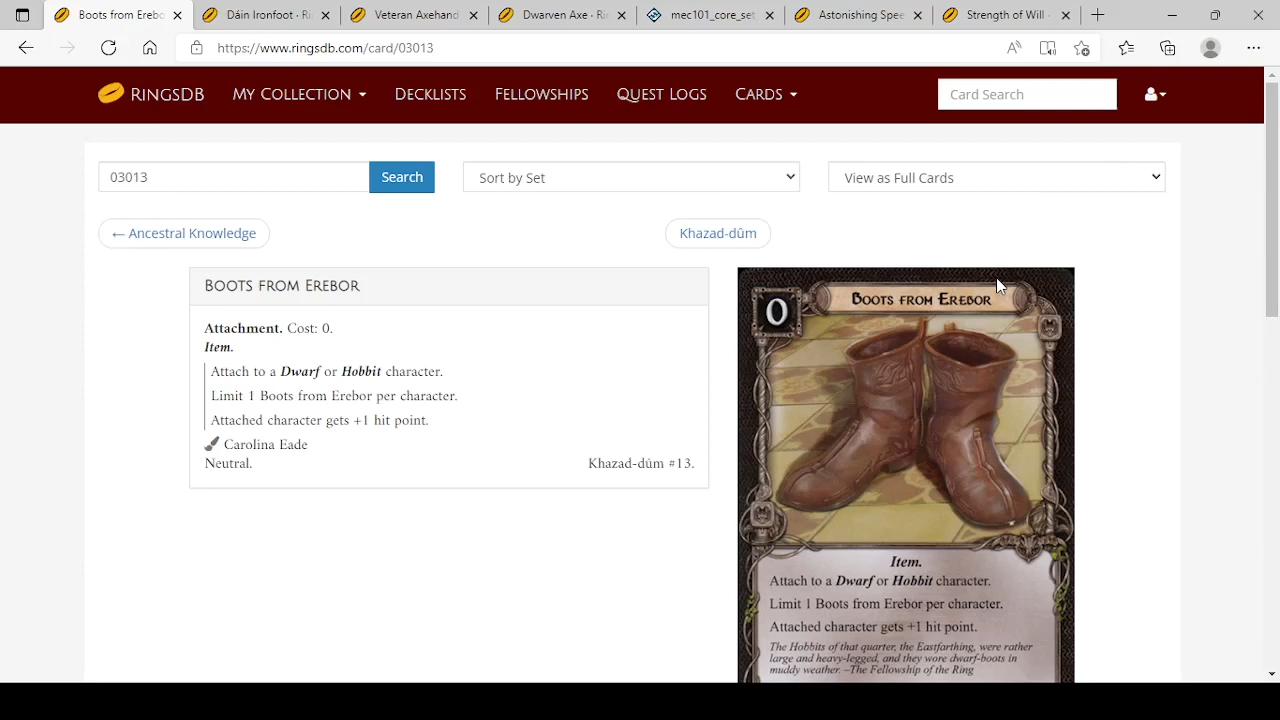 Boots from Erebo
Dáin Ironfoot · Ri
Veteran Axehand
Dwarven Axe · Ri
mec101_core_set
Astonishing Spee
Strength of Will ·
https://www.ringsdb.com/card/03013
RingsDB
My Collection
Decklists
Fellowships
Quest Logs
Cards
Card Search
03013
Search
Sort by Set
View as Full Cards
← Ancestral Knowledge
Khazad-dûm
Boots from Erebor
Attachment. Cost: 0.
Item.
Attach to a Dwarf or Hobbit character.
Limit 1 Boots from Erebor per character.
Attached character gets +1 hit point.
Carolina Eade
Neutral.
Khazad-dûm #13.
0
Boots from Erebor
Item.
Attach to a Dwarf or Hobbit character.
Limit 1 Boots from Erebor per character.
Attached character gets +1 hit point.
The Hobbits of that quarter, the Eastfarthing, were rather
large and heavy-legged, and they wore dwarf-boots in
muddy weather. –The Fellowship of the Ring